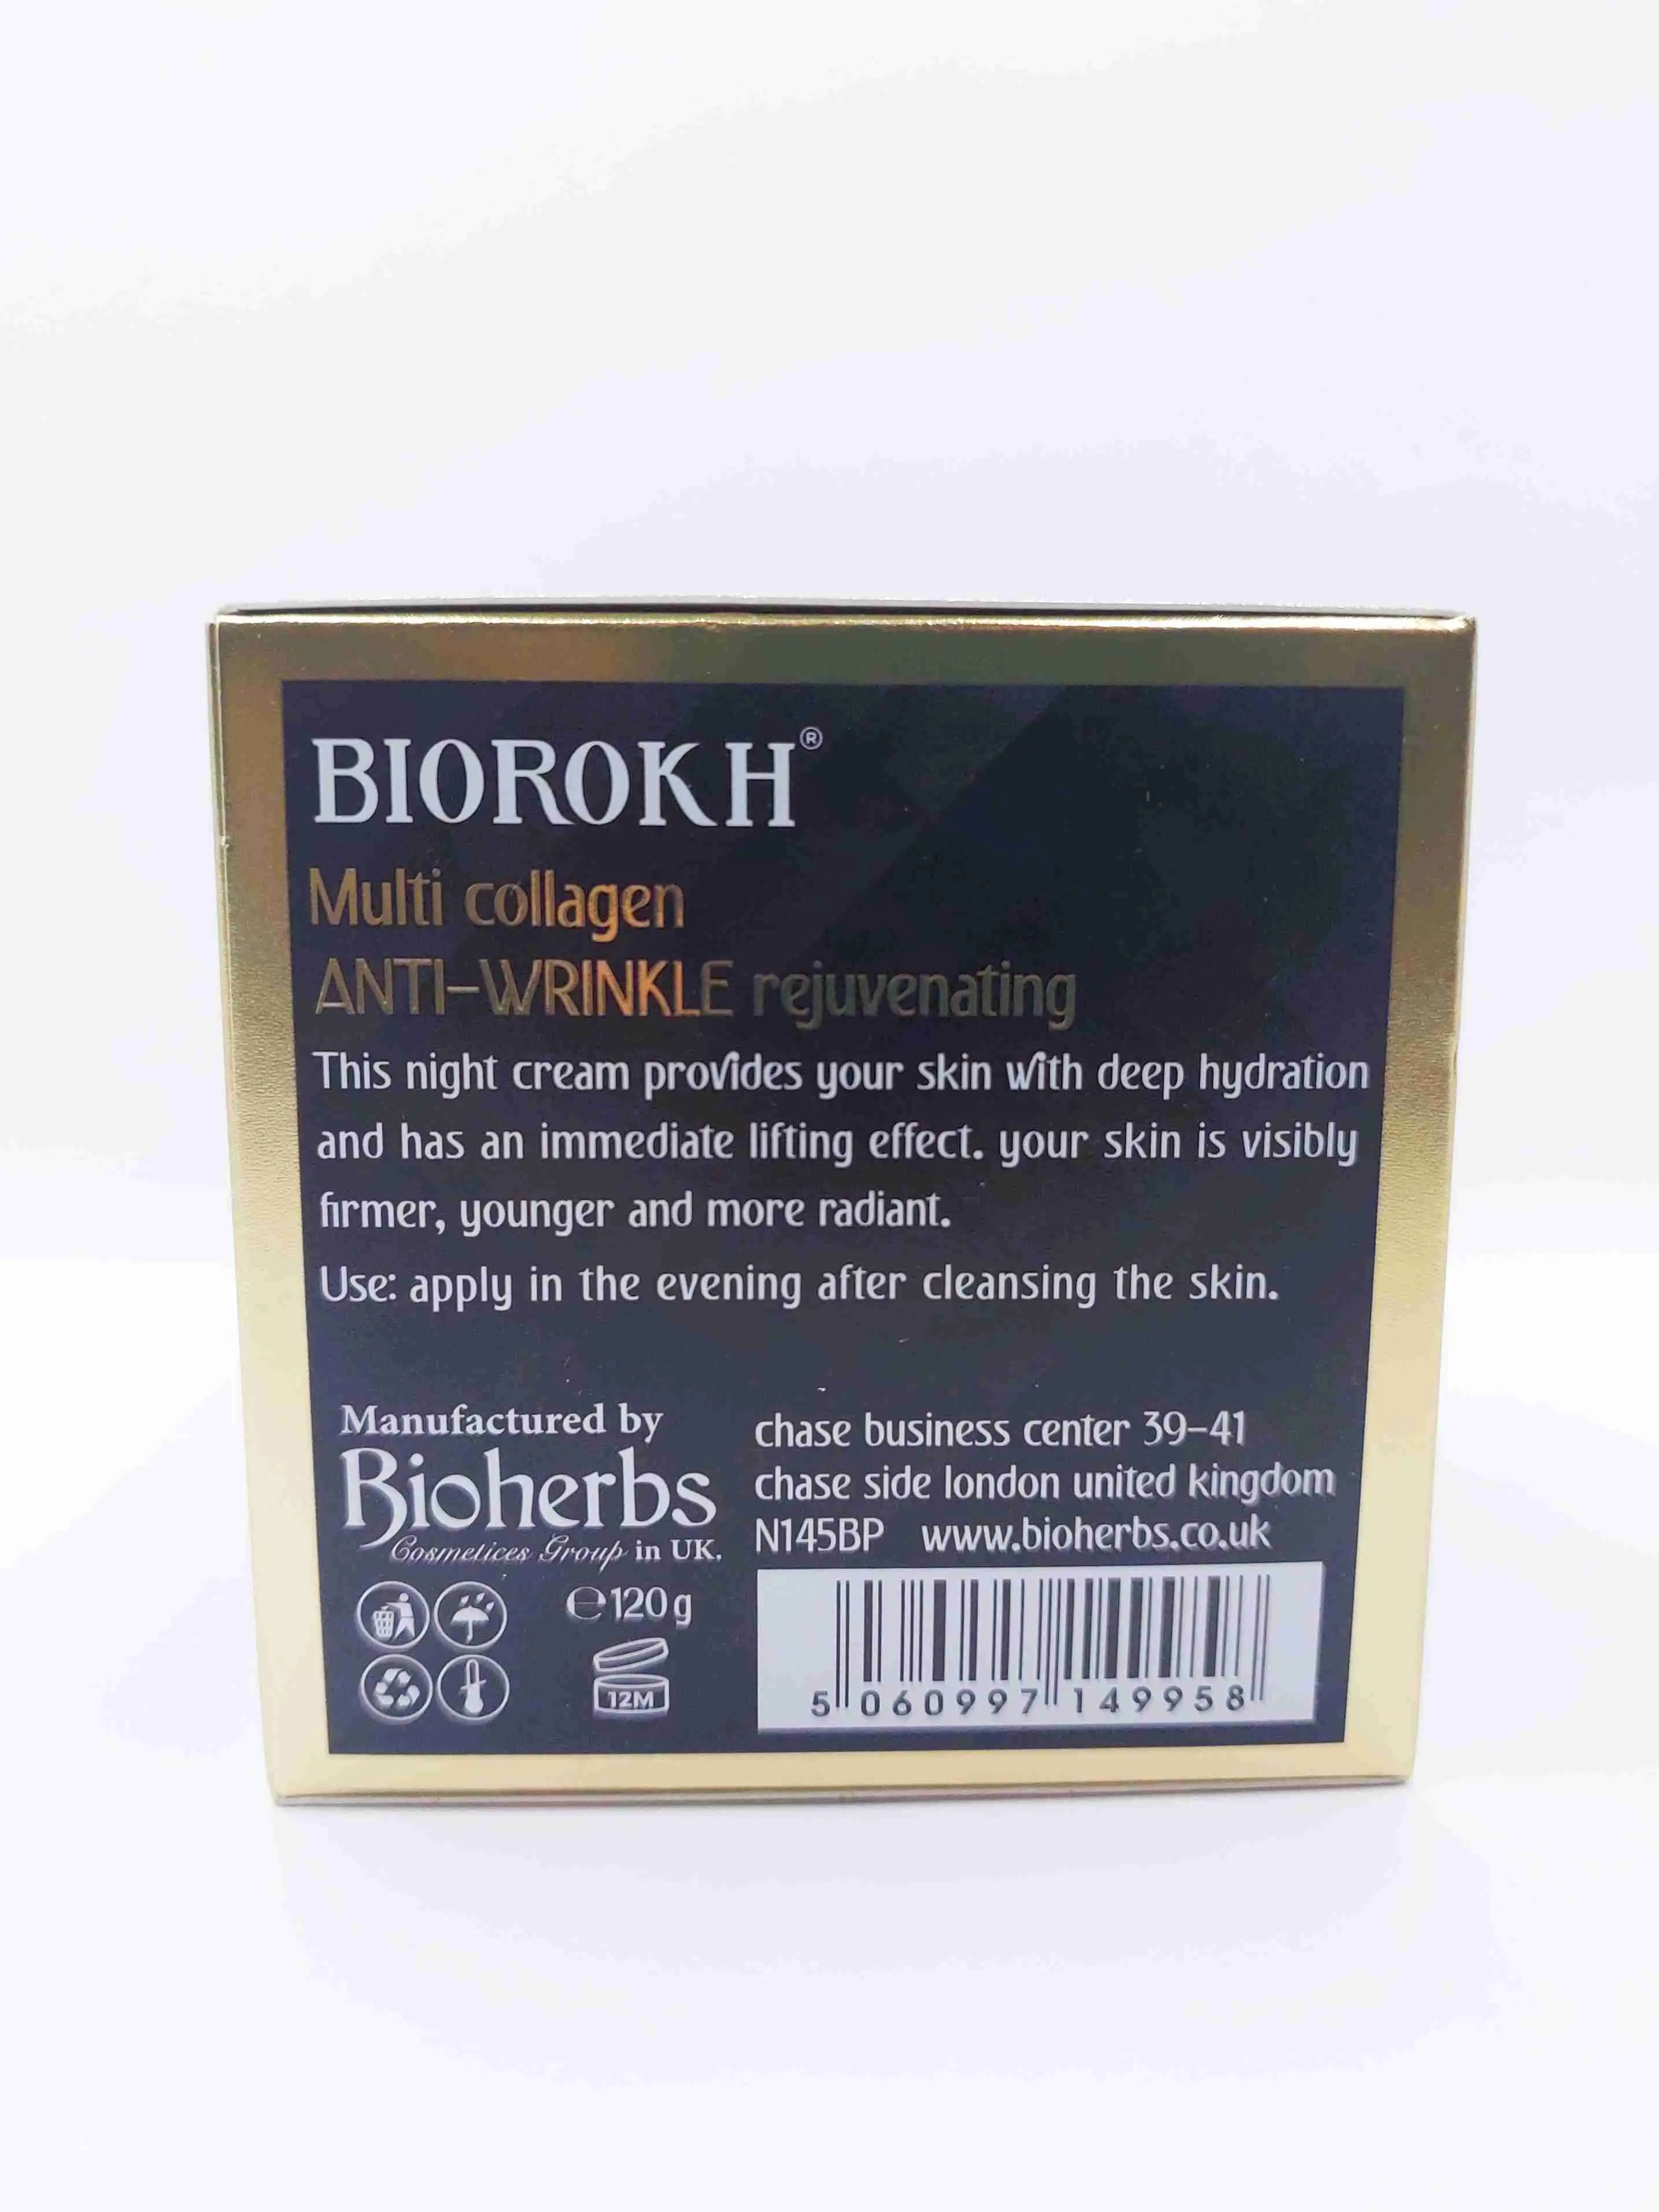 BIOROKH®
Multi collagen
ANTI-WRINKLE rejuvenating
This night cream provides your skin with deep hydration
and has an immediate lifting effect. your skin is visibly
firmer, younger and more radiant.
Use: apply in the evening after cleansing the skin.
Manufactured by
Bioherbs
Cosmetices Group in UK.
chase business center 39-41
chase side london united kingdom
N145BP www.bioherbs.co.uk
℮120g
12M
5 060997 149958